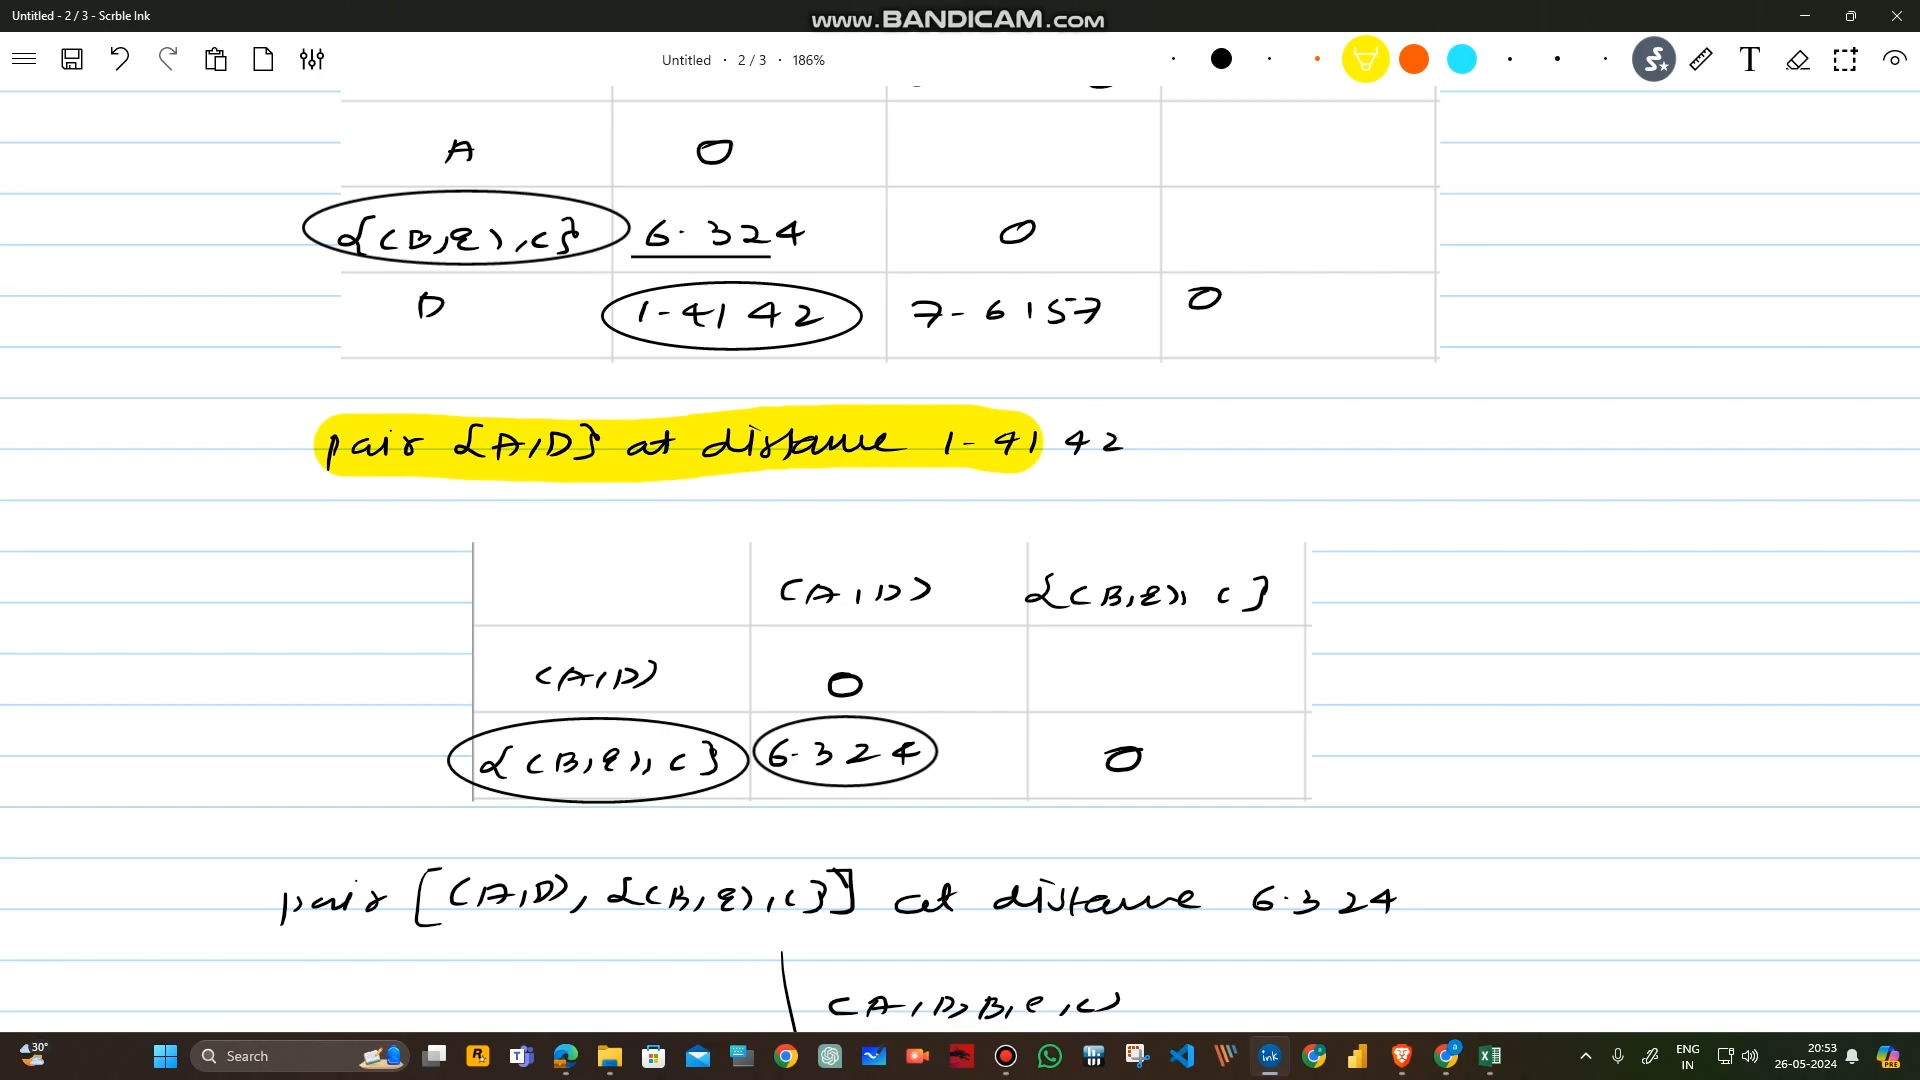 Untitled - 2 / 3 - Scrble Ink
www.BANDICAM.com
Untitled · 2 / 3 · 186%
A 0
{(B,E),C} 6.324 0
D 1.4142 7.6157 0
pair {A,D} at distance 1.4142
(A,D) {(B,E),C}
(A,D) 0
{(B,E),C} 6.324 0
pair [(A,D), {(B,E),C}] at distance 6.324
(A,D,B,E,C)
30°
Search
ENG
IN
20:53
26-05-2024